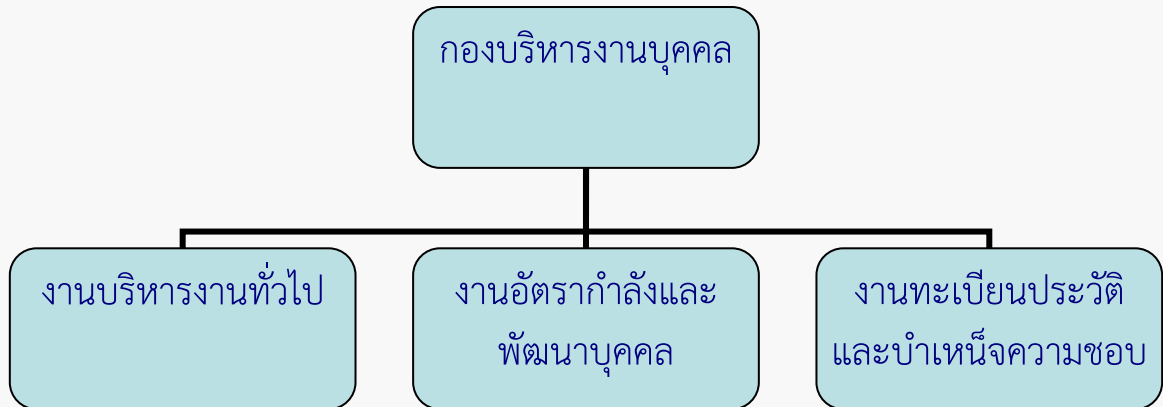 กองบริหารงานบุคคล
งานบริหารงานทั่วไป
งานอัตรากำลังและ
พัฒนาบุคคล
งานทะเบียนประวัติ
และบำเหน็จความชอบ